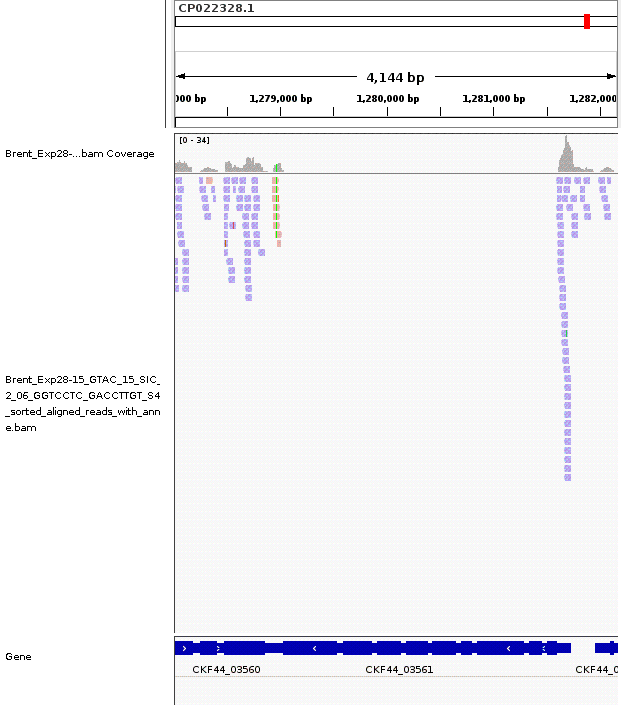 CP022328.1
4,144 bp
000 bp 1,279,000 bp 1,280,000 bp 1,281,000 bp 1,282,000
[0 - 34]
Brent_Exp28-...bam Coverage
Brent_Exp28-15_GTAC_15_SIC_
2_06_GGTCCTC_GACCTTGT_S4
_sorted_aligned_reads_with_ann
e.bam
Gene
CKF44_03560 CKF44_03561 CKF44_0